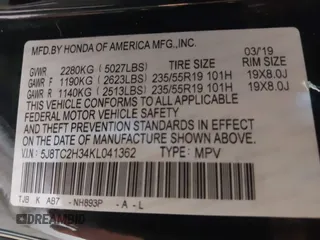 MFD.BY HONDA OF AMERICA MFG.,INC. 03/19
GVWR 2280KG (5027LBS) RIM SIZE
GAWR F 1190KG (2623LBS) 235/55R19 101H 19X8.0J
GAWR R 1140KG (2513LBS) 235/55R19 101H 19X8.0J
THIS VEHICLE CONFORMS TO ALL APPLICABLE
FEDERAL MOTOR VEHICLE SAFETY, BUMPER,
AND THEFT PREVENTION STANDARDS IN EFFECT
ON THE DATE OF MANUFACTURE SHOWN ABOVE.
5J8TC2H34KL041362 TYPE: MPV
TJB K AB7 -NH893P -A-L